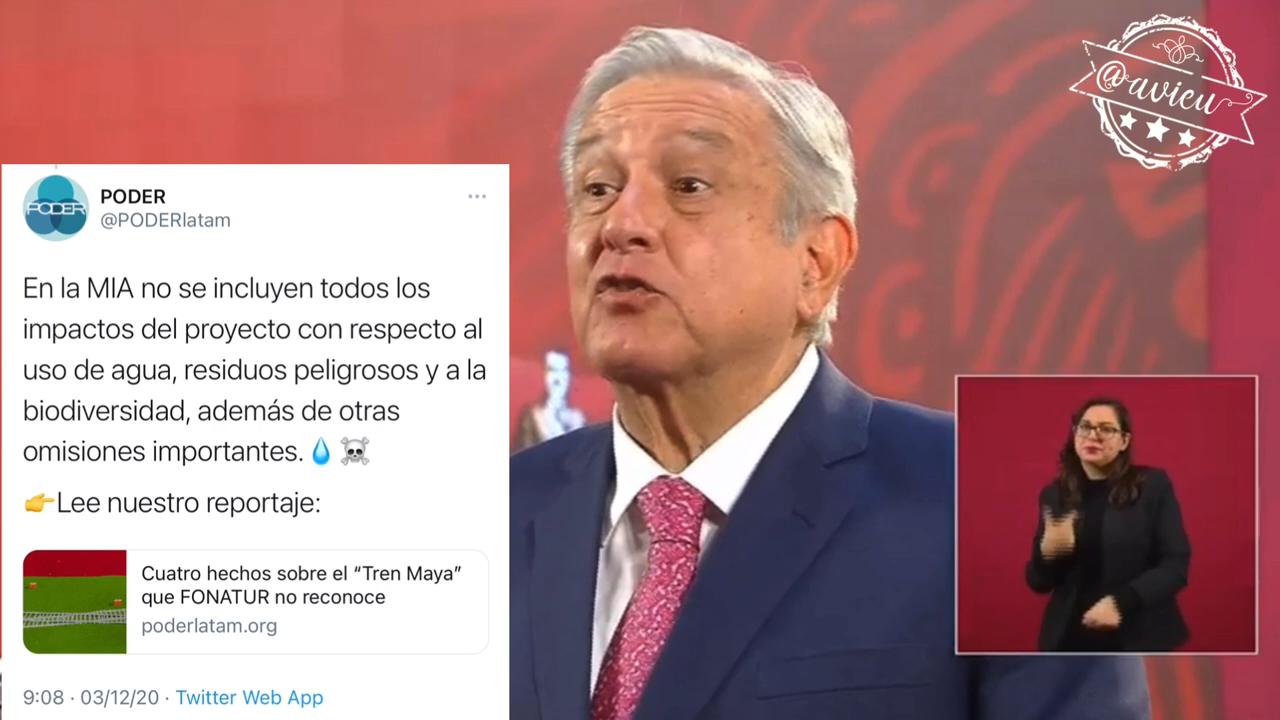 @avicu
PODER
PODER
@PODERlatam
En la MIA no se incluyen todos los
impactos del proyecto con respecto al
uso de agua, residuos peligrosos y a la
biodiversidad, además de otras
omisiones importantes.💧☠️
👉Lee nuestro reportaje:
Cuatro hechos sobre el “Tren Maya”
que FONATUR no reconoce
poderlatam.org
9:08 · 03/12/20 · Twitter Web App